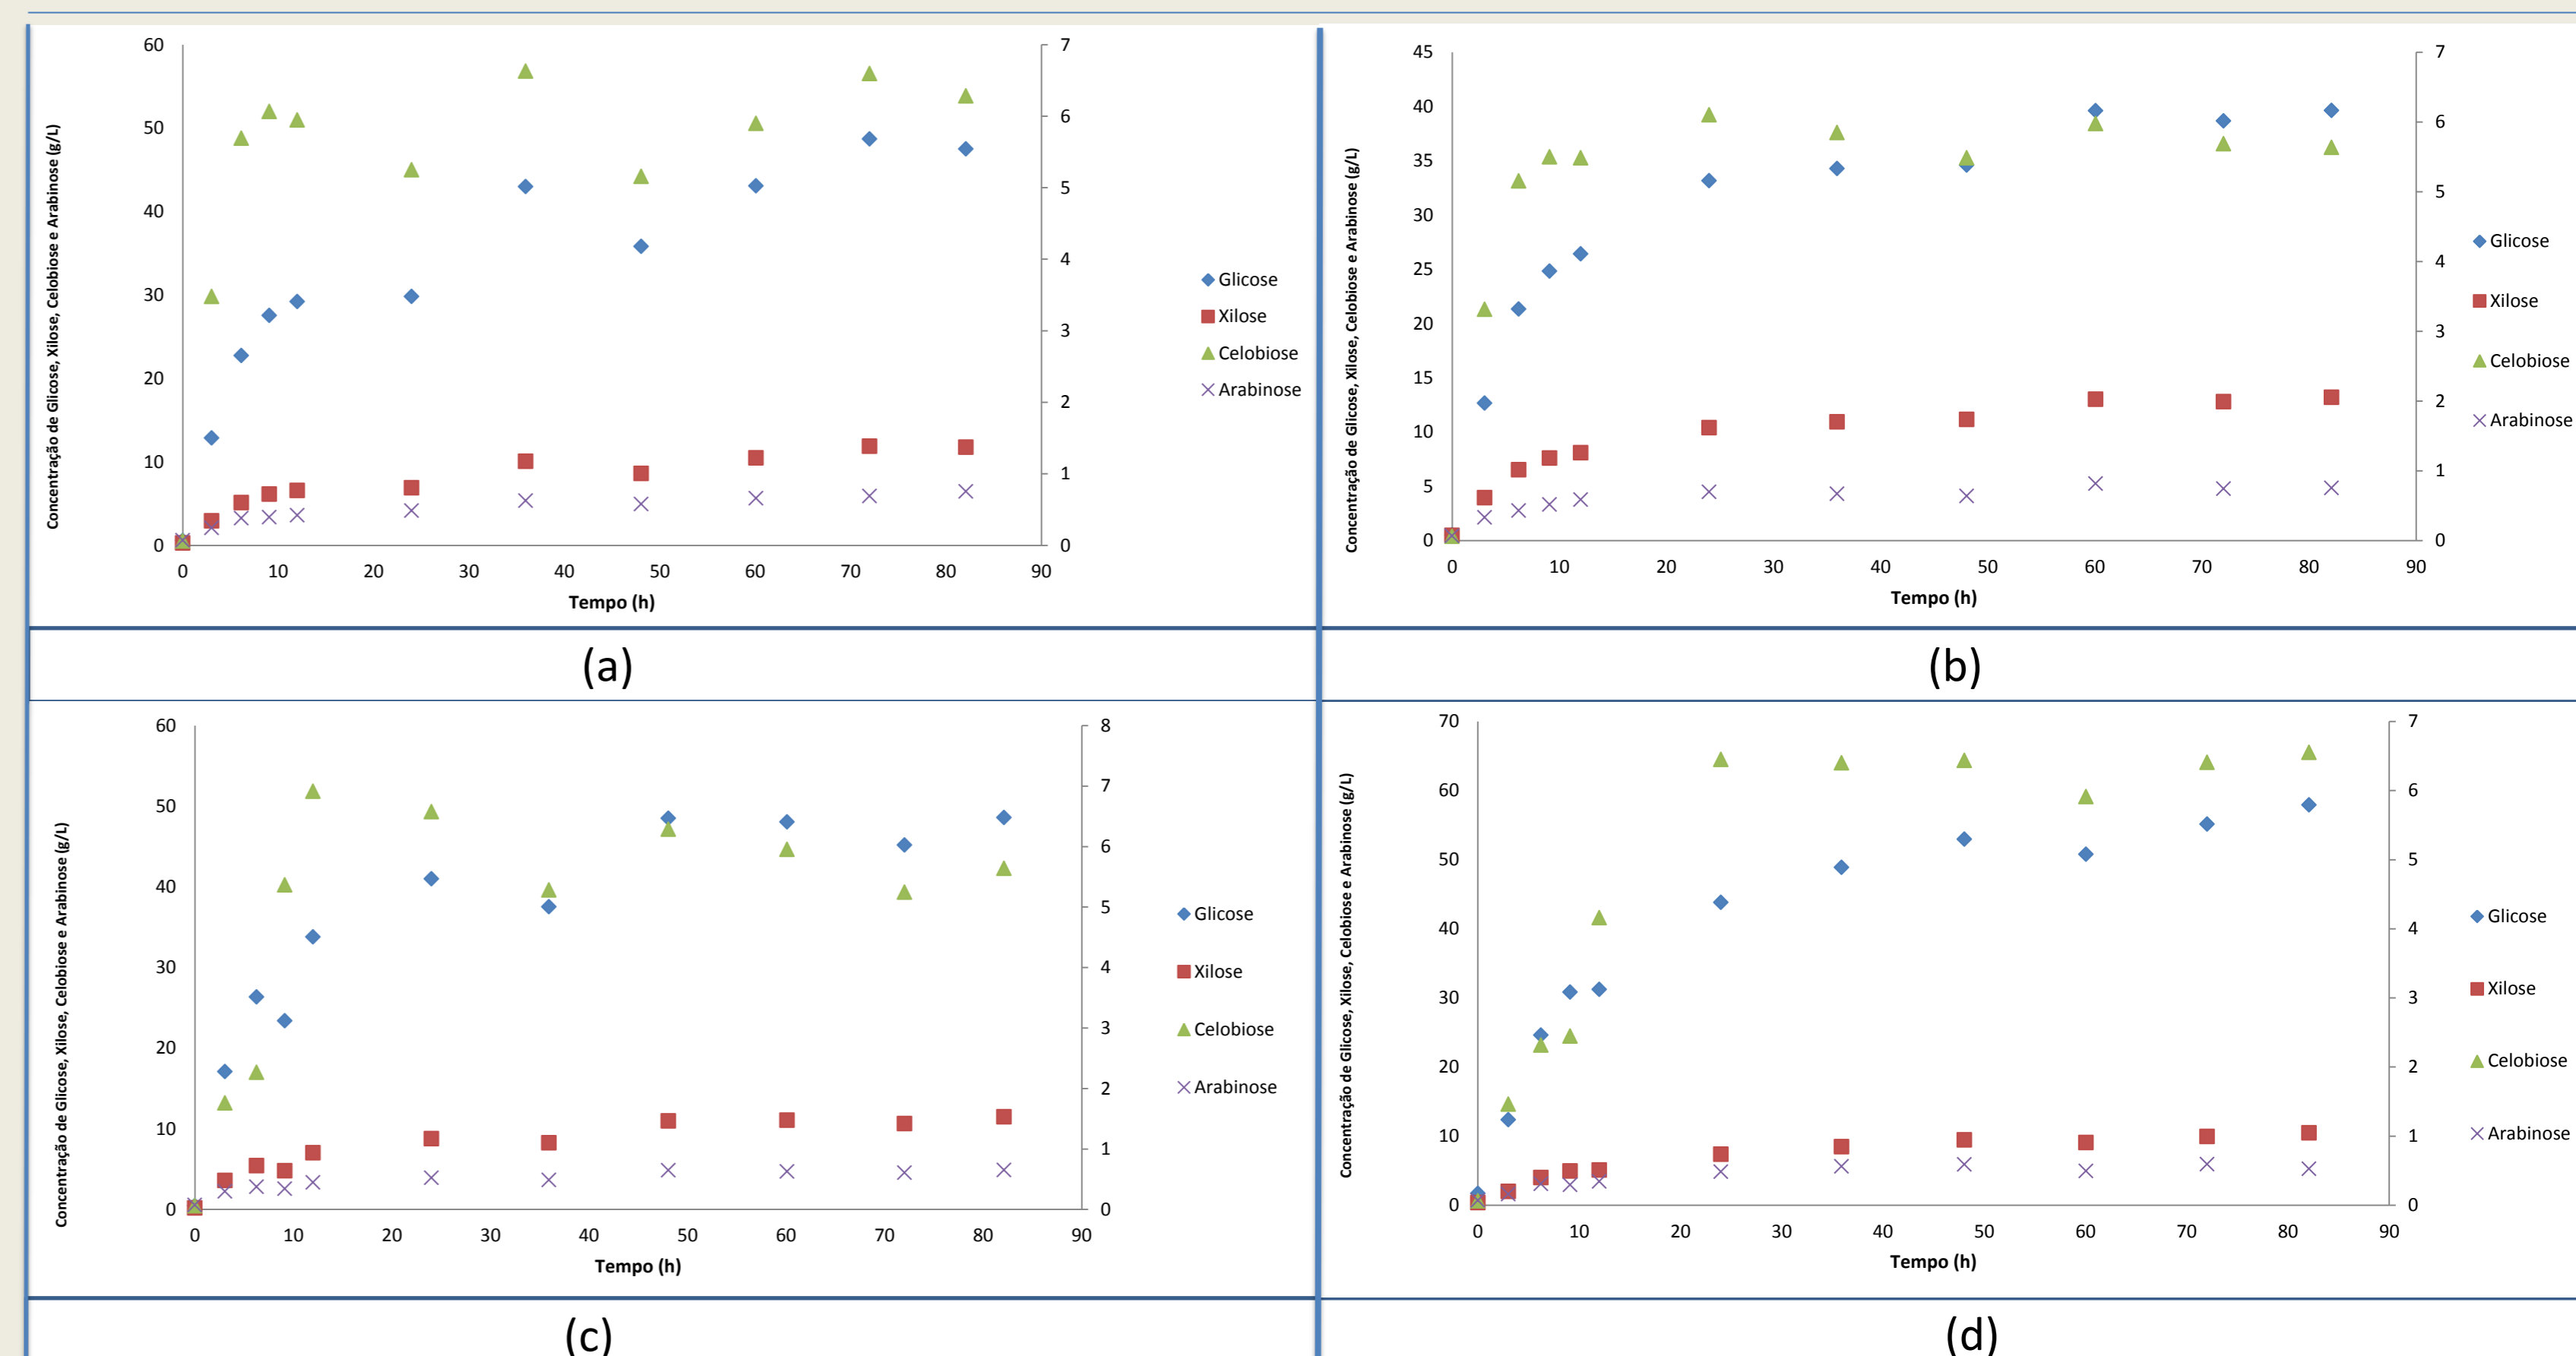 60
50
40
30
20
10
0
7
6
5
4
3
2
1
0
0 10 20 30 40 50 60 70 80 90
Concentração de Glicose, Xilose, Celobiose e Arabinose (g/L)
Tempo (h)
Glicose
Xilose
Celobiose
Arabinose
(a)
45
40
35
30
25
20
15
10
5
0
7
6
5
4
3
2
1
0
0 10 20 30 40 50 60 70 80 90
Concentração de Glicose, Xilose, Celobiose e Arabinose (g/L)
Tempo (h)
Glicose
Xilose
Celobiose
Arabinose
(b)
60
50
40
30
20
10
0
8
7
6
5
4
3
2
1
0
0 10 20 30 40 50 60 70 80 90
Concentração de Glicose, Xilose, Celobiose e Arabinose (g/L)
Tempo (h)
Glicose
Xilose
Celobiose
Arabinose
(c)
70
60
50
40
30
20
10
0
7
6
5
4
3
2
1
0
0 10 20 30 40 50 60 70 80 90
Concentração de Glicose, Xilose, Celobiose e Arabinose (g/L)
Tempo (h)
Glicose
Xilose
Celobiose
Arabinose
(d)